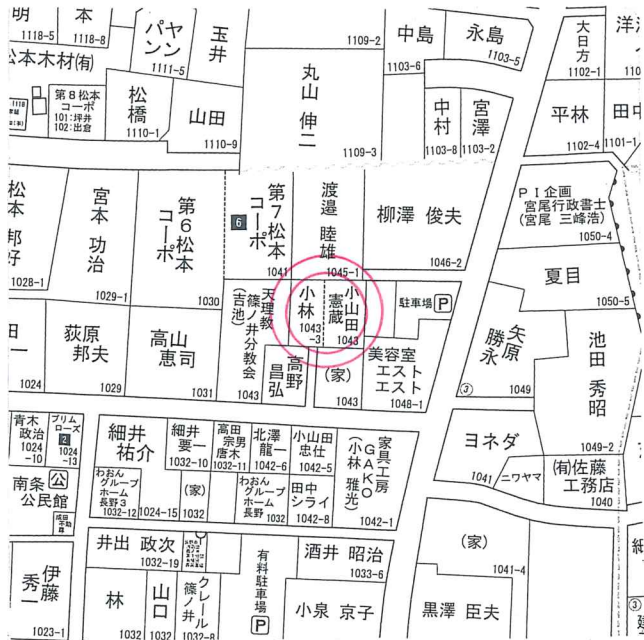 明
本
1118-5
1118-8
パヤ
ンン
1111-5
玉井
1109-2
中島
1103-6
永島
1103-5
大日方
1102-1
松本木材(有)
第8松本
コーポ
101:坪井
102:出倉
松橋
1110-1
山田
1110-9
丸山 伸二
1109-3
中村
1103-8
宮澤
1103-2
平林
1102-4
1101-1
1028-1
宮本 功治
1029-1
第6松本
コーポ
1030
6
第7松本
コーポ
1041
渡邉 睦雄
1045-1
柳澤 俊夫
1046-2
PI企画
宮尾行政書士
(宮尾 三峰浩)
1050-4
夏目
1050-5
1024
荻原
邦夫
1029
高山
恵司
1031
天理教
篠ノ井分教会
(吉池)
1043
小林
1043
-3
小山田
憲蔵
1043
駐車場 P
高野
昌弘
(家)
1043
美容室
エスト
エスト
1048-1
矢原
勝永
③
1049
池田 秀昭
1049-2
青木
政治
1024
-10
プリム
ローズ
2
1024
-13
細井
祐介
細井
要一
1032-10
高田
宗男
唐木
1032-11
北澤
龍一
1042-6
小山田
忠仕
1042-5
家具工房
GAKO
(小林 雅光)
1042-1
ヨネダ
1041
ニワヤマ
(有)佐藤
工務店
1040
南条 公
公民館
わおん
グループ
ホーム
長野3
1032-12
1024-15
(家)
1032
わおん
グループ
ホーム
長野
1032
田中
シライ
1042-8
井出 政次
1032-19
有料駐車場
P
酒井 昭治
1033-6
(家)
1041-4
伊藤
秀一
1023-1
林
1032
山口
1032
クレール
篠ノ井
1032-8
小泉 京子
黒澤 臣夫
③